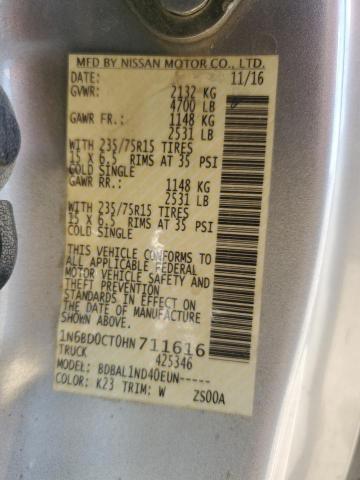 MFD BY NISSAN MOTOR CO., LTD.
DATE: 11/16
GVWR: 2132 KG
4700 LB
GAWR FR.: 1148 KG
2531 LB
WITH 235/75R15 TIRES
15 X 6.5 RIMS AT 35 PSI
COLD SINGLE
GAWR RR.: 1148 KG
2531 LB
WITH 235/75R15 TIRES
15 X 6.5 RIMS AT 35 PSI
COLD SINGLE
THIS VEHICLE CONFORMS TO
ALL APPLICABLE FEDERAL
MOTOR VEHICLE SAFETY AND
THEFT PREVENTION
STANDARDS IN EFFECT ON
THE DATE OF MANUFACTURE
SHOWN ABOVE.
1N6BD0CT0HN711616
TRUCK 425346
MODEL: BDBAL1ND40EUN-----
COLOR: K23 TRIM: W ZS00A